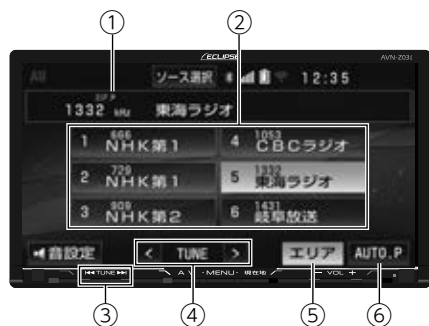 ① ②
ECLIPSE AVN-Z03i
ソース選択 12:35
1332 kHz 東海ラジオ
1 666 NHK第1 4 1053 CBCラジオ
2 729 NHK第1 5 1332 東海ラジオ
3 909 NHK第2 6 1431 岐阜放送
音設定 < TUNE > エリア AUTO.P
TUNE AV ・MENU・ 現在地 − VOL +
③ ④ ⑤ ⑥